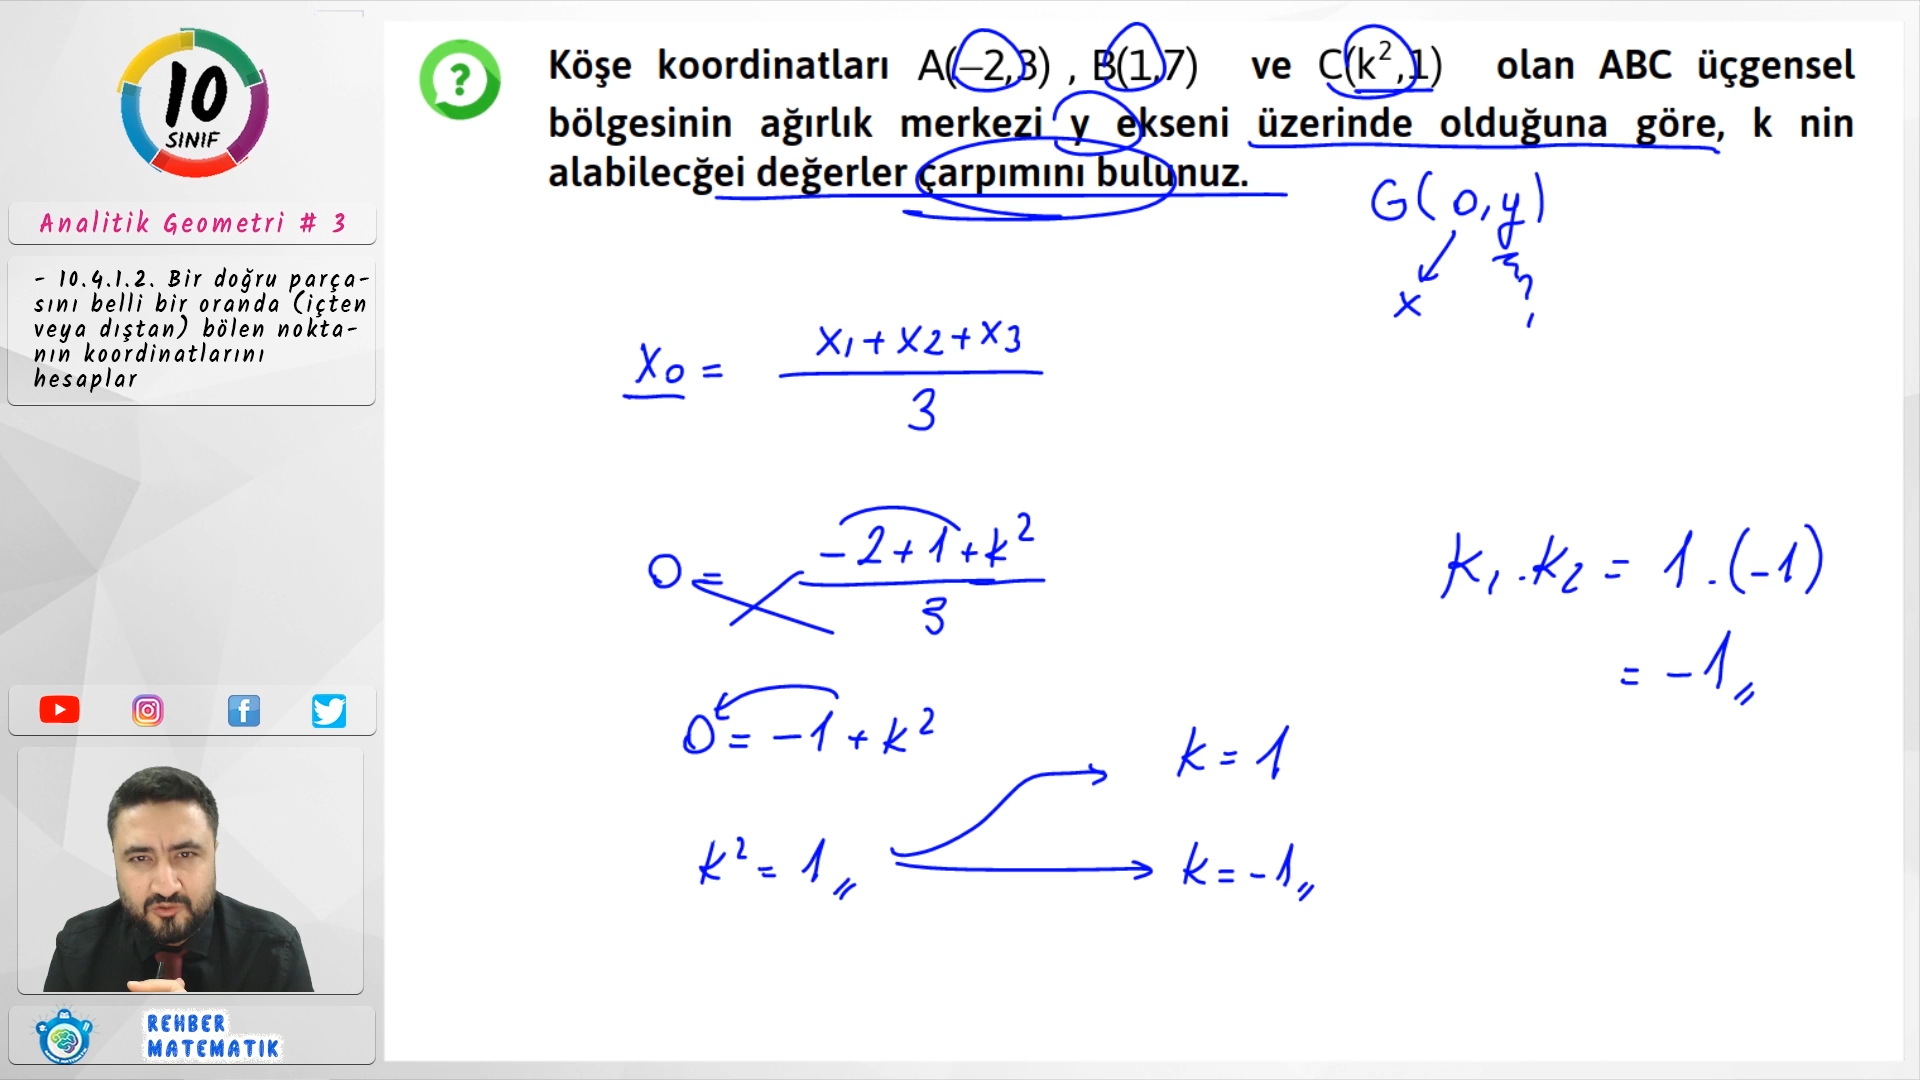 10
SINIF
Analitik Geometri # 3
- 10.4.1.2. Bir doğru parça-
sını belli bir oranda (içten
veya dıştan) bölen nokta-
nın koordinatlarını
hesaplar
REHBER
MATEMATIK
?
Köşe koordinatları A(−2,3) , B(1,7) ve C(k²,1) olan ABC üçgensel
bölgesinin ağırlık merkezi y ekseni üzerinde olduğuna göre, k nin
alabilecğei değerler çarpımını bulunuz.
G(0,y)
x ?
x₀ = (x₁+x₂+x₃)/3
0 = (-2+1+k²)/3
0 = -1+k²
k² = 1
k = 1
k = -1
k₁.k₂ = 1.(-1)
= -1